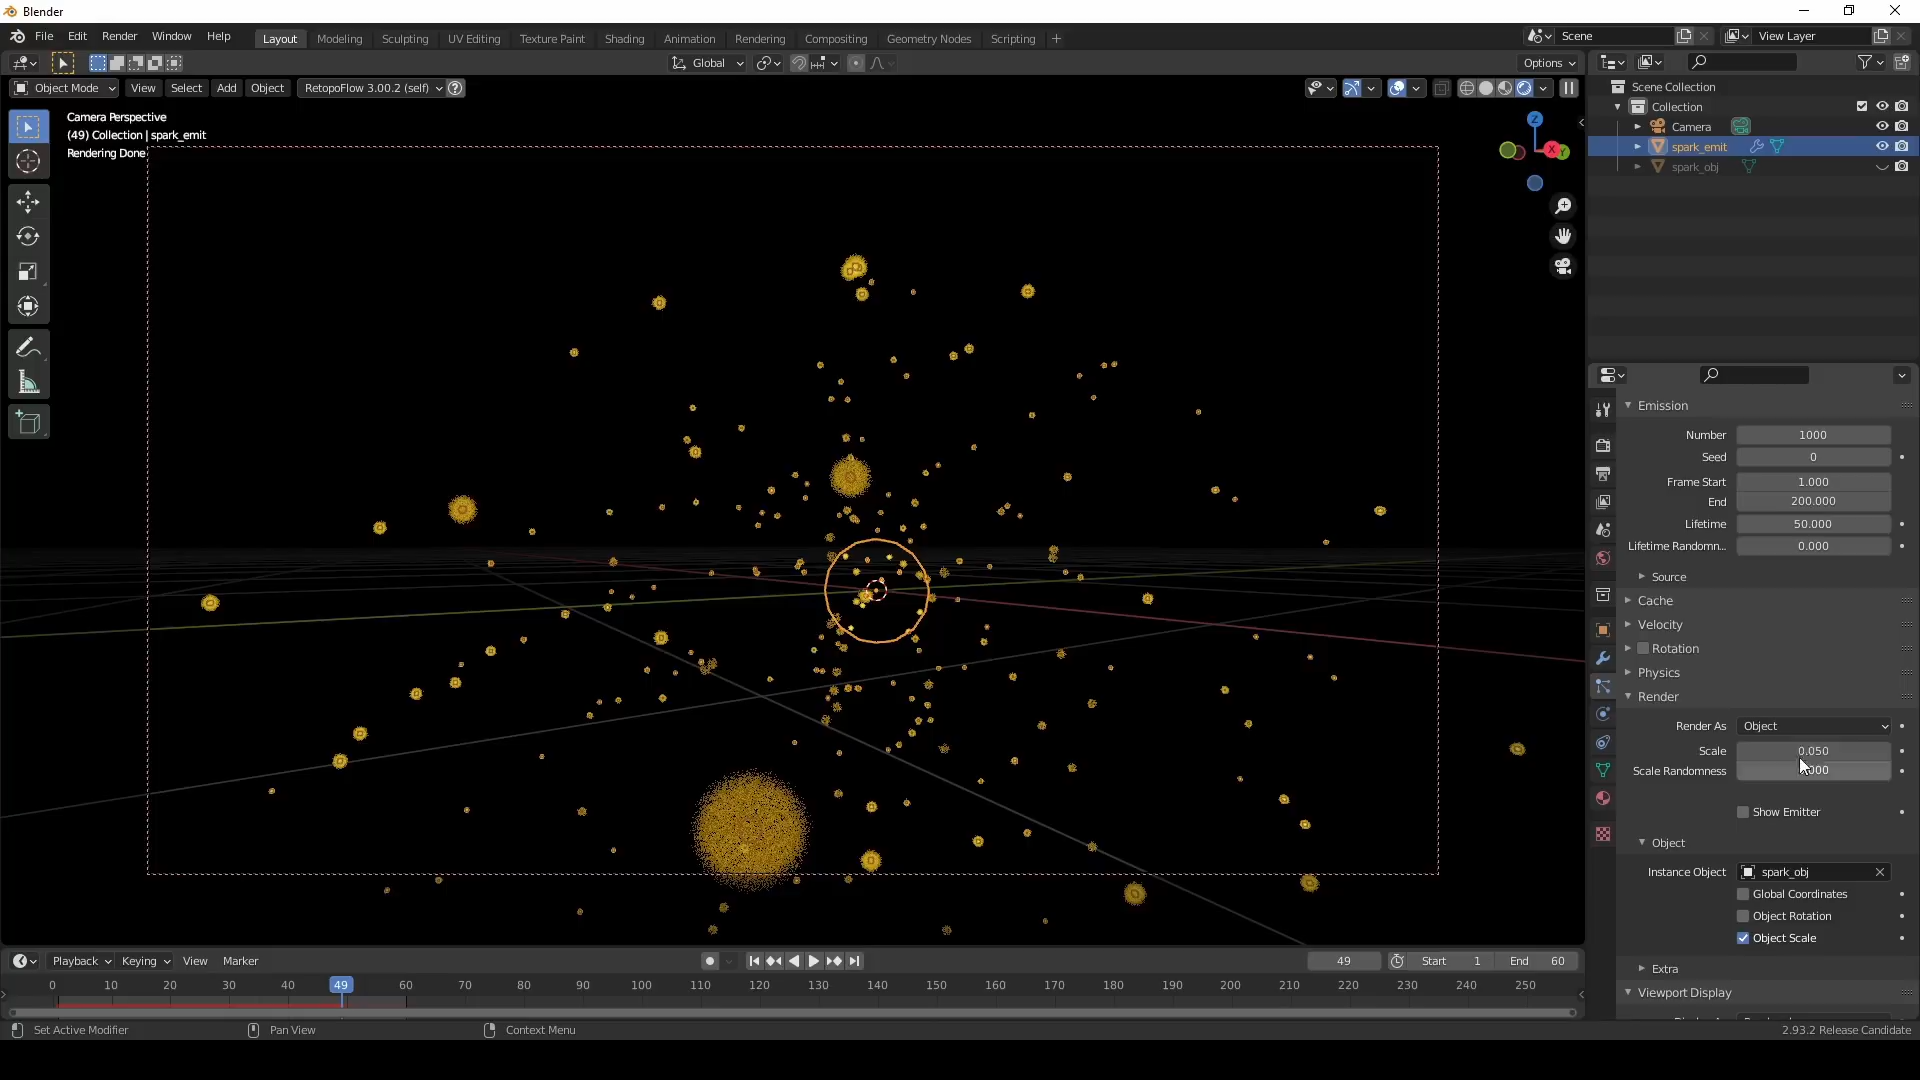 Blender
File Edit Render Window Help Layout Modeling Sculpting UV Editing Texture Paint Shading Animation Rendering Compositing Geometry Nodes Scripting + Scene View Layer
Global Options
Object Mode View Select Add Object RetopoFlow 3.00.2 (self)
Camera Perspective
(49) Collection | spark_emit
Rendering Done
Z
X
Y
Scene Collection
Collection
Camera
spark_emit
spark_obj
Emission
Number 1000
Seed 0
Frame Start 1.000
End 200.000
Lifetime 50.000
Lifetime Randomn... 0.000
Source
Cache
Velocity
Rotation
Physics
Render
Render As Object
Scale 0.050
Scale Randomness
Show Emitter
Object
Instance Object spark_obj
Global Coordinates
Object Rotation
Object Scale
Extra
Viewport Display
Playback Keying View Marker 49 Start 1 End 60
0 10 20 30 40 49 60 70 80 90 100 110 120 130 140 150 160 170 180 190 200 210 220 230 240 250
Set Active Modifier Pan View Context Menu 2.93.2 Release Candidate